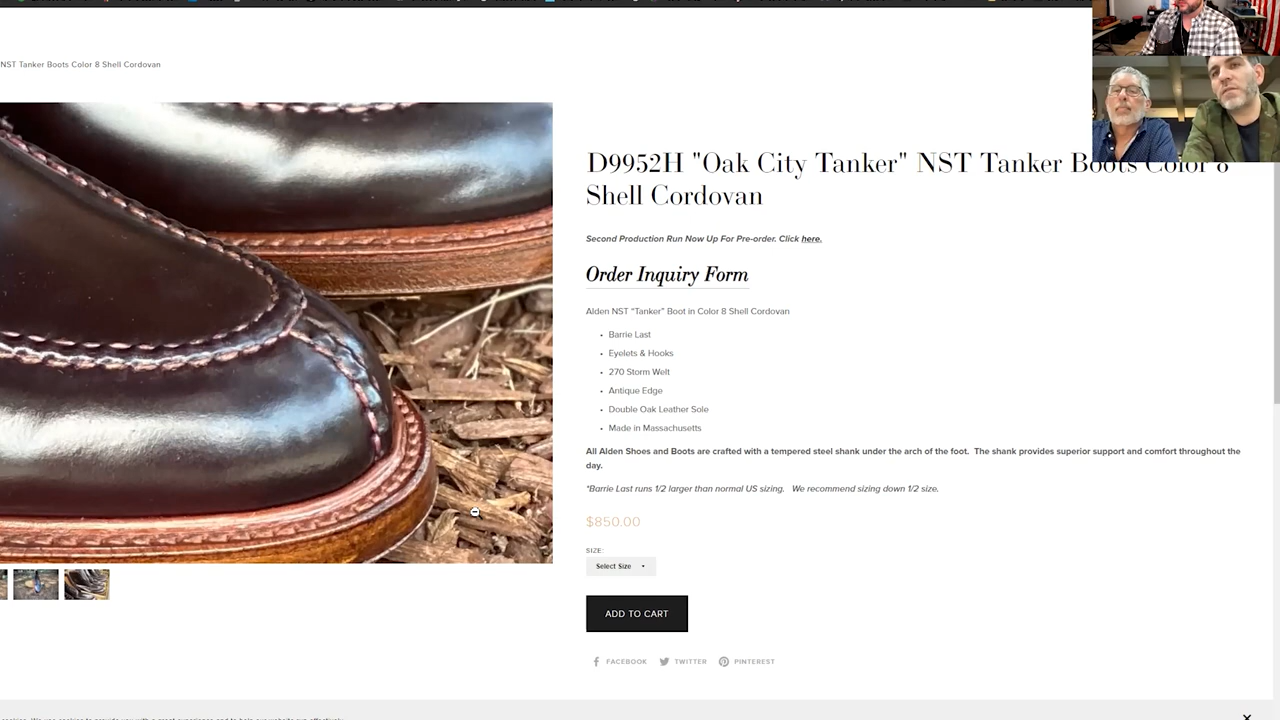 NST Tanker Boots Color 8 Shell Cordovan
D9952H "Oak City Tanker" NST Tanker Boots Color 8
Shell Cordovan
Second Production Run Now Up For Pre-order. Click here.
Order Inquiry Form
Alden NST "Tanker" Boot in Color 8 Shell Cordovan
• Barrie Last
• Eyelets & Hooks
• 270 Storm Welt
• Antique Edge
• Double Oak Leather Sole
• Made in Massachusetts
All Alden Shoes and Boots are crafted with a tempered steel shank under the arch of the foot. The shank provides superior support and comfort throughout the
day.
*Barrie Last runs 1/2 larger than normal US sizing. We recommend sizing down 1/2 size.
$850.00
SIZE:
Select Size
ADD TO CART
FACEBOOK TWITTER PINTEREST